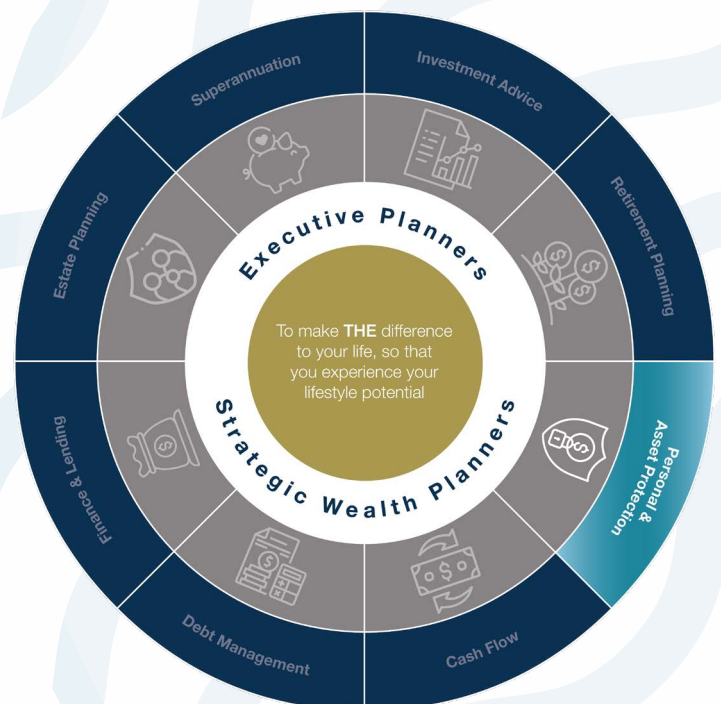 Superannuation
Investment Advice
Estate Planning
Retirement Planning
Executive Planners
To make THE difference
to your life, so that
you experience your
lifestyle potential
Strategic Wealth Planners
Finance & Lending
Personal &
Asset Protection
Debt Management
Cash Flow